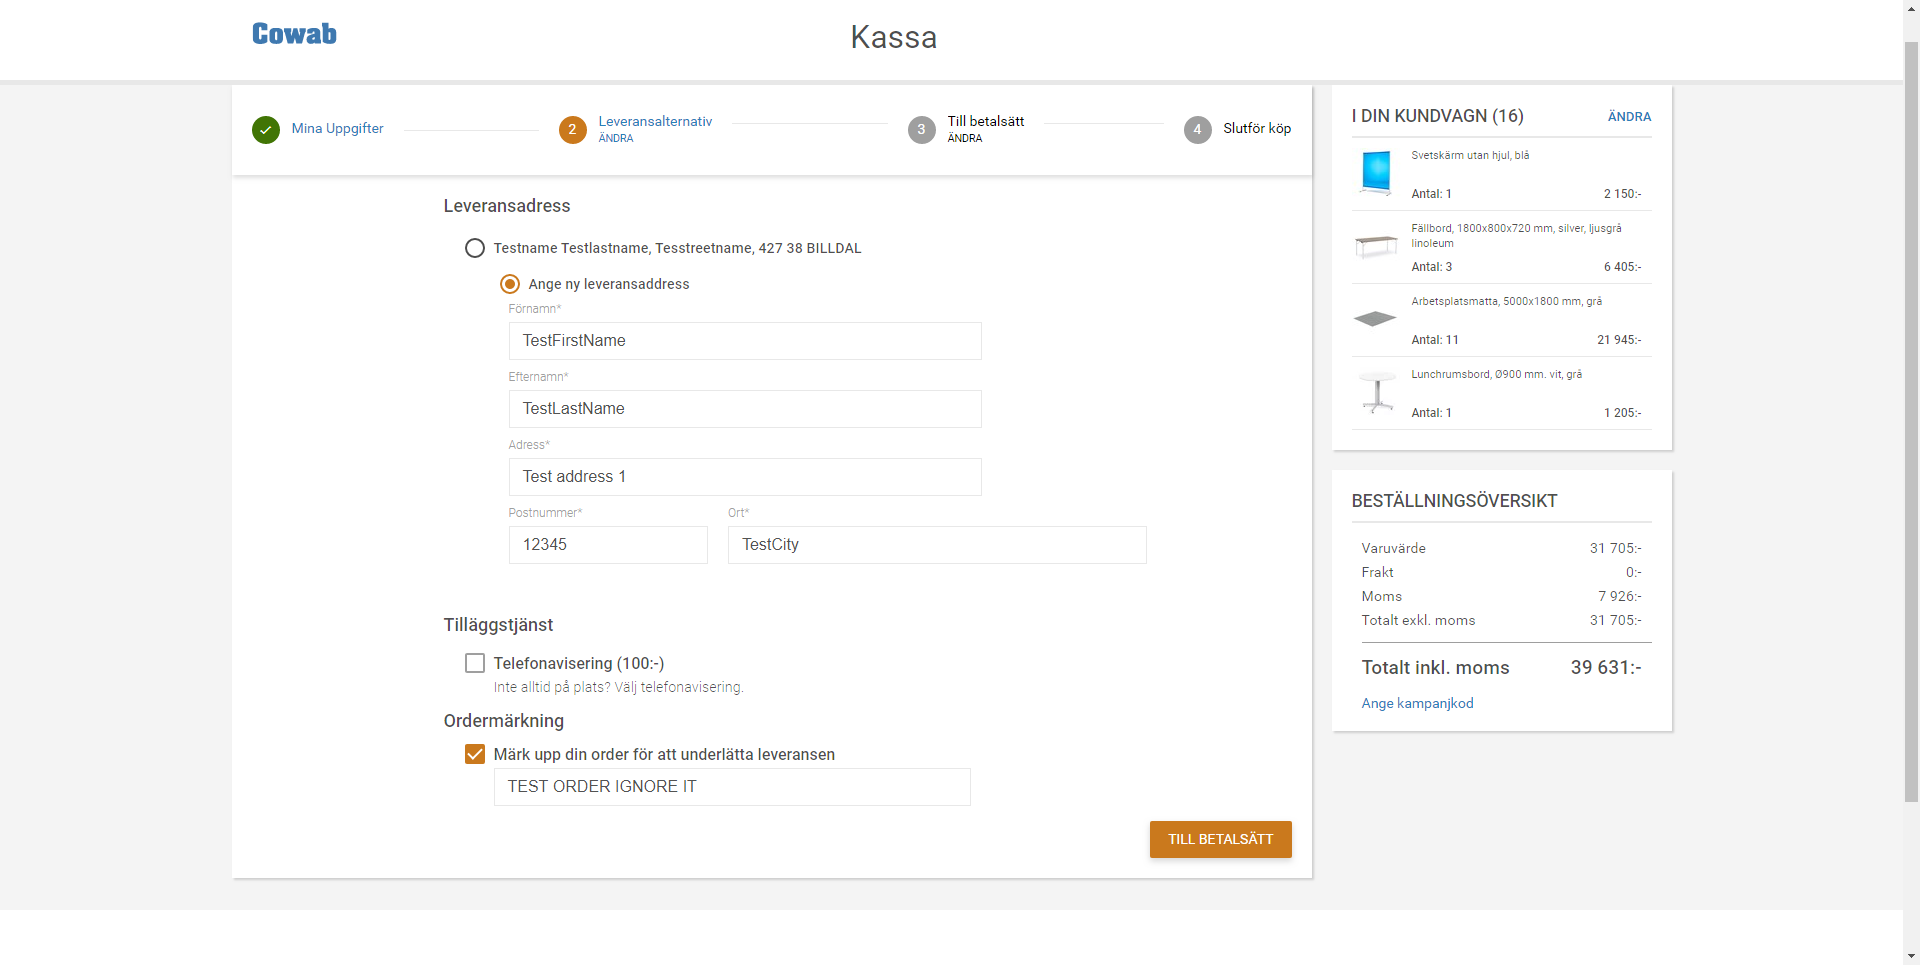 Cowab
Kassa
Mina Uppgifter
2
Leveransalternativ
ÄNDRA
3
Till betalsätt
ÄNDRA
4
Slutför köp
Leveransadress
Testname Testlastname, Tesstreetname, 427 38 BILLDAL
Ange ny leveransaddress
Förnamn*
TestFirstName
Efternamn*
TestLastName
Adress*
Test address 1
Postnummer* Ort*
12345 TestCity
Tilläggstjänst
Telefonavisering (100:-)
Inte alltid på plats? Välj telefonavisering.
Ordermärkning
Märk upp din order för att underlätta leveransen
TEST ORDER IGNORE IT
TILL BETALSÄTT
I DIN KUNDVAGN (16) ÄNDRA
Svetskärm utan hjul, blå
Antal: 1 2 150:-
Fällbord, 1800x800x720 mm, silver, ljusgrå
linoleum
Antal: 3 6 405:-
Arbetsplatsmatta, 5000x1800 mm, grå
Antal: 11 21 945:-
Lunchrumsbord, Ø900 mm. vit, grå
Antal: 1 1 205:-
BESTÄLLNINGSÖVERSIKT
Varuvärde 31 705:-
Frakt 0:-
Moms 7 926:-
Totalt exkl. moms 31 705:-
Totalt inkl. moms 39 631:-
Ange kampanjkod